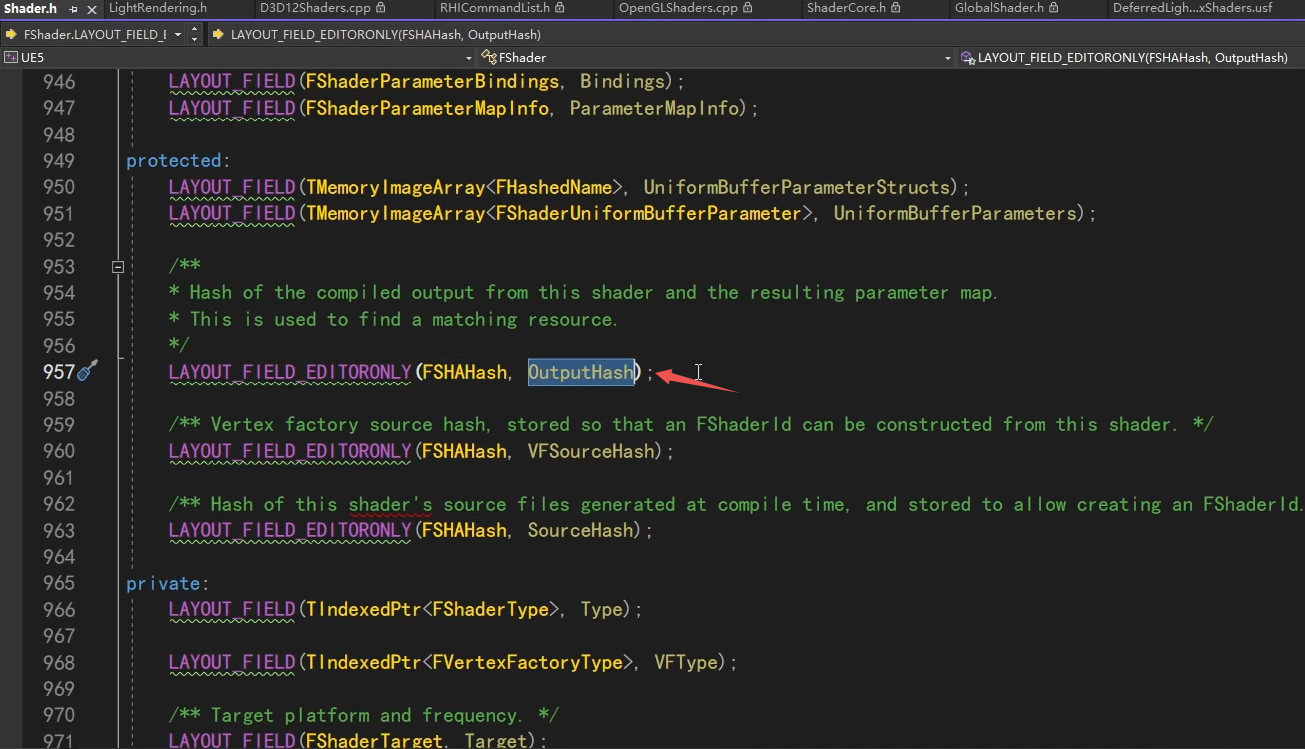 Shader.h LightRendering.h D3D12Shaders.cpp RHICommandList.h OpenGLShaders.cpp ShaderCore.h GlobalShader.h DeferredLigh...xShaders.usf
FShader.LAYOUT_FIELD_E LAYOUT_FIELD_EDITORONLY(FSHAHash, OutputHash)
UE5 FShader LAYOUT_FIELD_EDITORONLY(FSHAHash, OutputHash)
946 LAYOUT_FIELD(FShaderParameterBindings, Bindings);
947 LAYOUT_FIELD(FShaderParameterMapInfo, ParameterMapInfo);
948
949 protected:
950 LAYOUT_FIELD(TMemoryImageArray<FHashedName>, UniformBufferParameterStructs);
951 LAYOUT_FIELD(TMemoryImageArray<FShaderUniformBufferParameter>, UniformBufferParameters);
952
953 /**
954 * Hash of the compiled output from this shader and the resulting parameter map.
955 * This is used to find a matching resource.
956 */
957 LAYOUT_FIELD_EDITORONLY(FSHAHash, OutputHash);
958
959 /** Vertex factory source hash, stored so that an FShaderId can be constructed from this shader. */
960 LAYOUT_FIELD_EDITORONLY(FSHAHash, VFSourceHash);
961
962 /** Hash of this shader's source files generated at compile time, and stored to allow creating an FShaderId.
963 LAYOUT_FIELD_EDITORONLY(FSHAHash, SourceHash);
964
965 private:
966 LAYOUT_FIELD(TIndexedPtr<FShaderType>, Type);
967
968 LAYOUT_FIELD(TIndexedPtr<FVertexFactoryType>, VFType);
969
970 /** Target platform and frequency. */
971 LAYOUT_FIELD(FShaderTarget, Target);